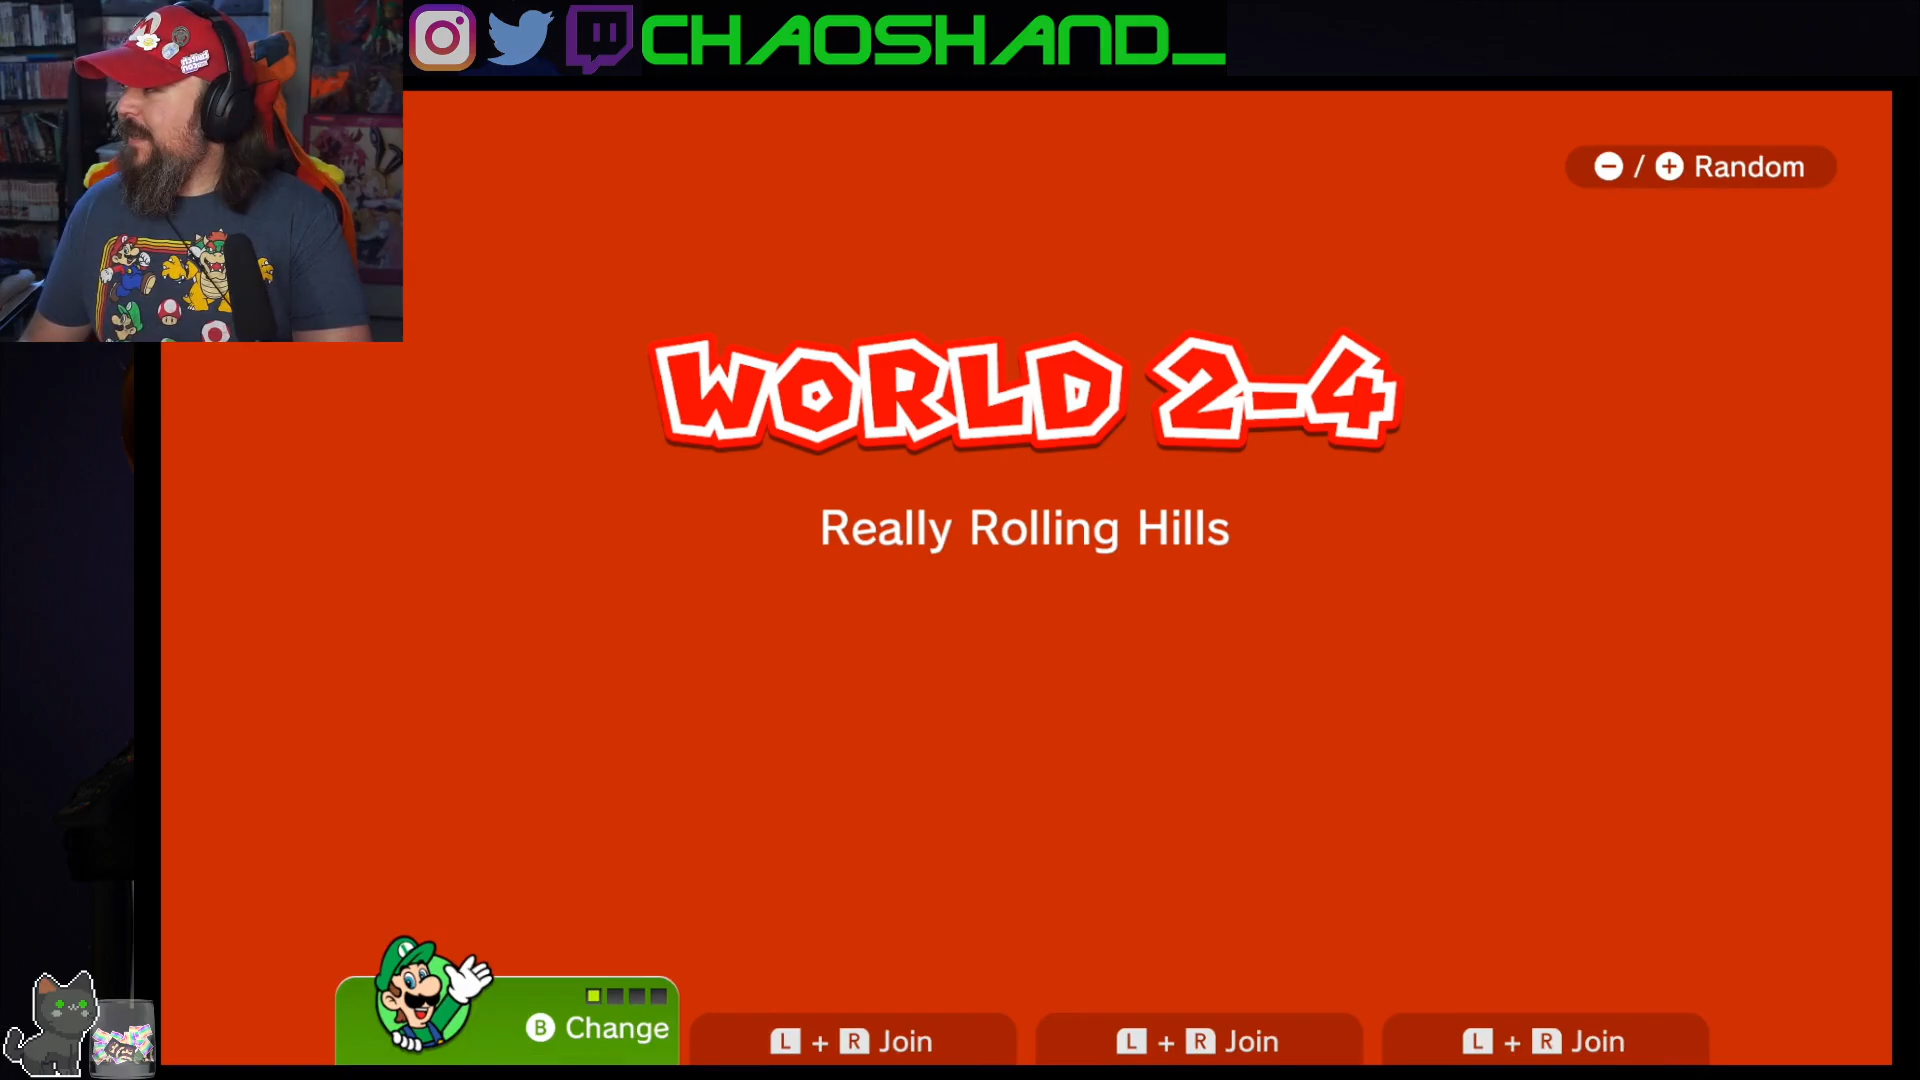 CHAOSHAND_
- / + Random
WORLD 2-4
Really Rolling Hills
B Change
L + R Join
L + R Join
L + R Join